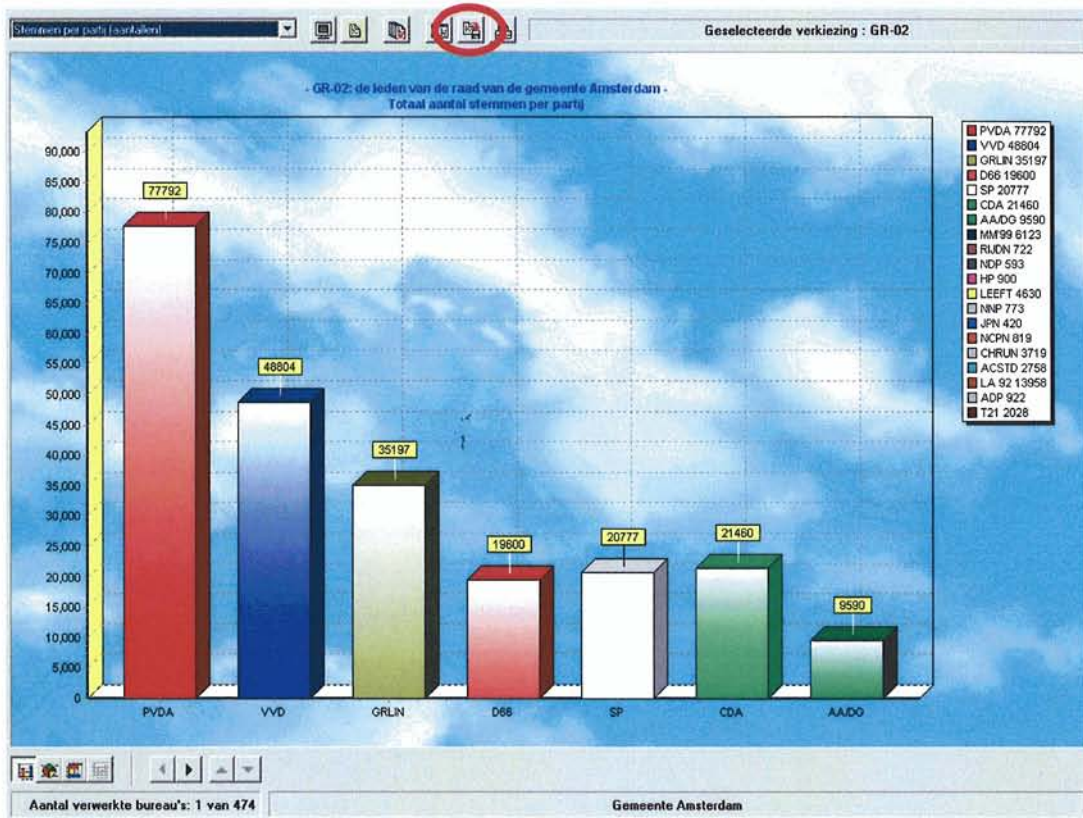 Stemmen per partij (aantallen)
Geselecteerde verkiezing : GR-02
- GR-02: de leden van de raad van de gemeente Amsterdam -
Totaal aantal stemmen per partij
90,000
85,000
80,000
75,000
70,000
65,000
60,000
55,000
50,000
45,000
40,000
35,000
30,000
25,000
20,000
15,000
10,000
5,000
0
77792
48804
35197
19600
20777
21460
9590
PVDA
VVD
GRLIN
D66
SP
CDA
AA/DG
PVDA 77792
VVD 48804
GRLIN 35197
D66 19600
SP 20777
CDA 21460
AA/DG 9590
MM'99 6123
RIJDN 722
NDP 593
HP 900
LEEFT 4630
NNP 773
JPN 420
NCPN 819
CHRUN 3719
ACSTD 2758
LA 92 13958
ADP 922
T21 2028
Aantal verwerkte bureau's: 1 van 474
Gemeente Amsterdam